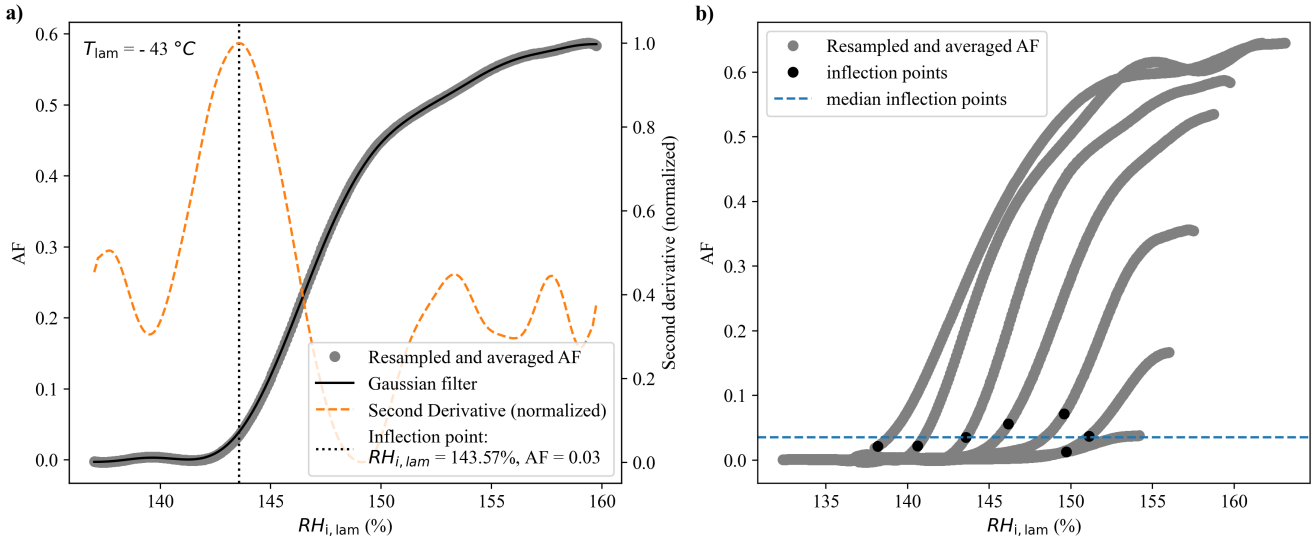 a)
T_lam = - 43 °C
0.6
0.5
0.4
0.3
0.2
0.1
0.0
AF
140
145
150
155
160
RH_i, lam (%)
1.0
0.8
0.6
0.4
0.2
0.0
Second derivative (normalized)
Resampled and averaged AF
Gaussian filter
Second Derivative (normalized)
Inflection point:
RH_i, lam = 143.57%, AF = 0.03
b)
Resampled and averaged AF
inflection points
median inflection points
0.6
0.5
0.4
0.3
0.2
0.1
0.0
AF
135
140
145
150
155
160
RH_i, lam (%)